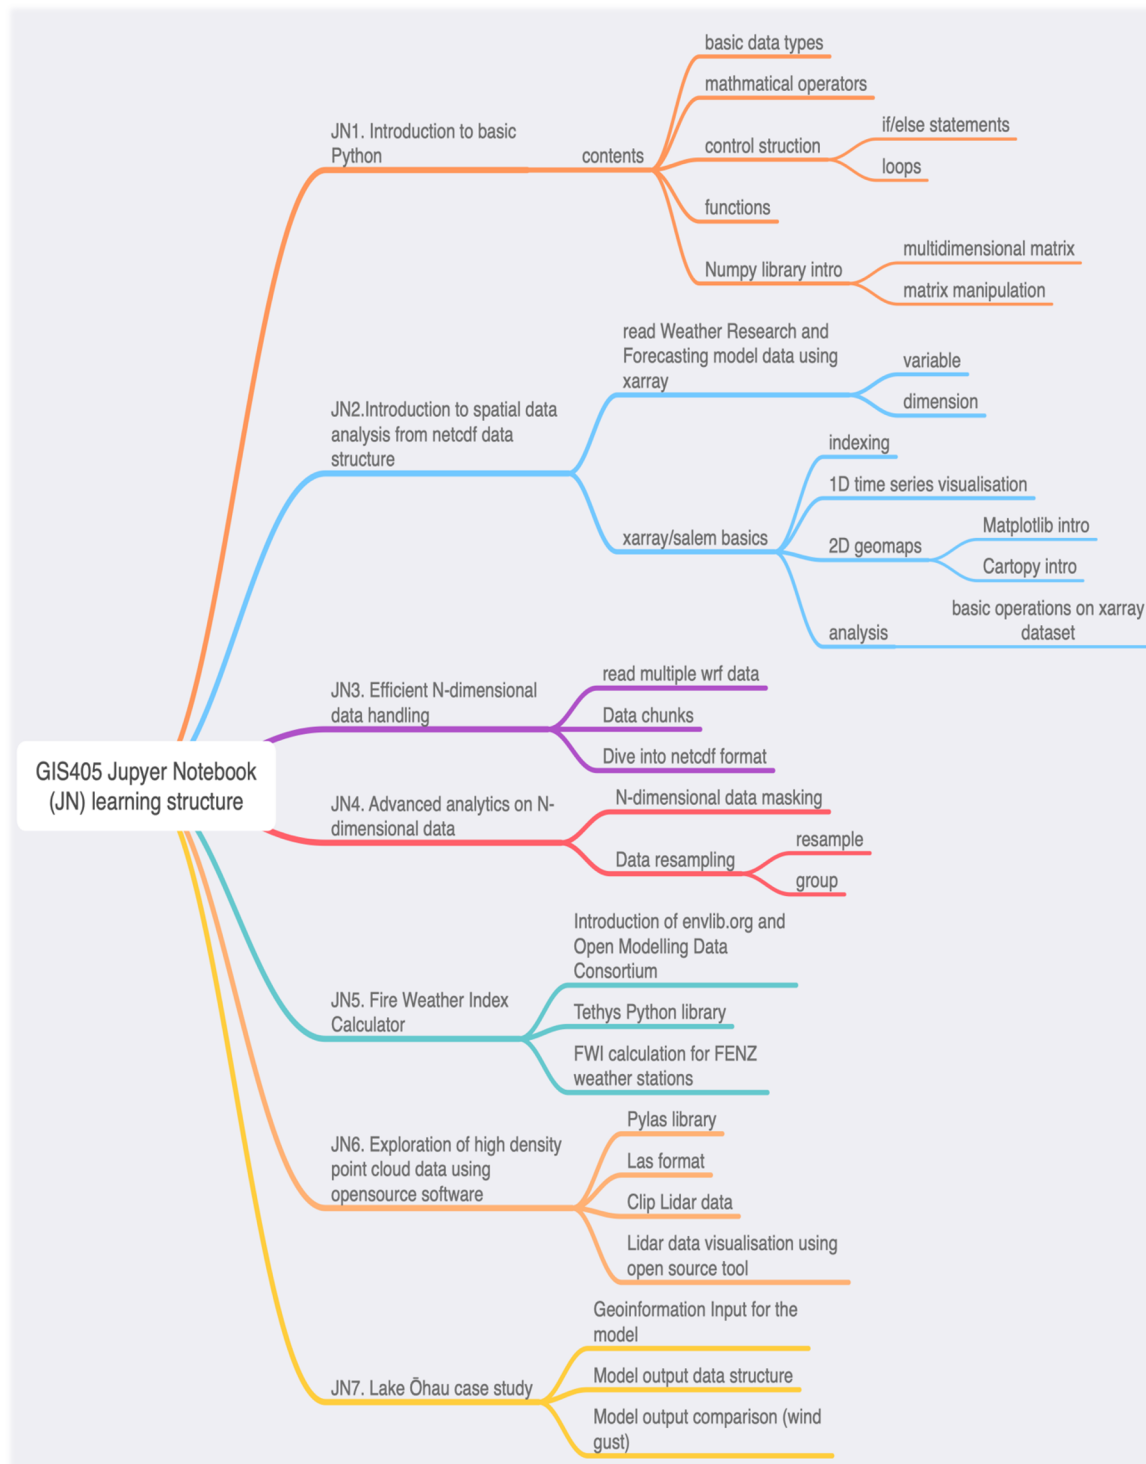 GIS405 Jupyer Notebook
(JN) learning structure
JN1. Introduction to basic
Python
contents
basic data types
mathmatical operators
control struction
if/else statements
loops
functions
Numpy library intro
multidimensional matrix
matrix manipulation
JN2.Introduction to spatial data
analysis from netcdf data
structure
read Weather Research and
Forecasting model data using
xarray
variable
dimension
xarray/salem basics
indexing
1D time series visualisation
2D geomaps
Matplotlib intro
Cartopy intro
analysis
basic operations on xarray
dataset
JN3. Efficient N-dimensional
data handling
read multiple wrf data
Data chunks
Dive into netcdf format
JN4. Advanced analytics on N-
dimensional data
N-dimensional data masking
Data resampling
resample
group
JN5. Fire Weather Index
Calculator
Introduction of envlib.org and
Open Modelling Data
Consortium
Tethys Python library
FWI calculation for FENZ
weather stations
JN6. Exploration of high density
point cloud data using
opensource software
Pylas library
Las format
Clip Lidar data
Lidar data visualisation using
open source tool
JN7. Lake Ōhau case study
Geoinformation Input for the
model
Model output data structure
Model output comparison (wind
gust)